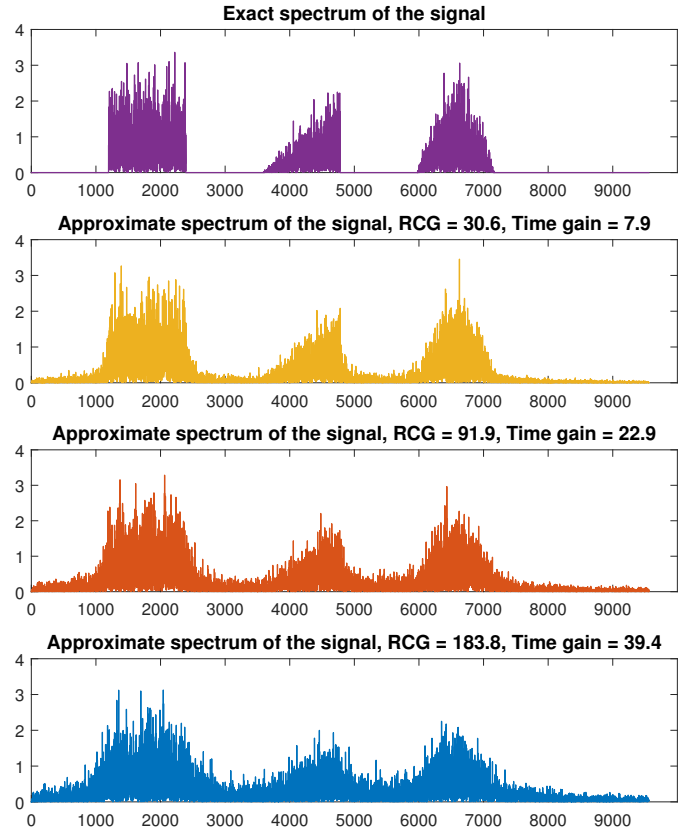 Exact spectrum of the signal
4
3
2
1
0
0 1000 2000 3000 4000 5000 6000 7000 8000 9000
Approximate spectrum of the signal, RCG = 30.6, Time gain = 7.9
4
3
2
1
0
0 1000 2000 3000 4000 5000 6000 7000 8000 9000
Approximate spectrum of the signal, RCG = 91.9, Time gain = 22.9
4
3
2
1
0
0 1000 2000 3000 4000 5000 6000 7000 8000 9000
Approximate spectrum of the signal, RCG = 183.8, Time gain = 39.4
4
3
2
1
0
0 1000 2000 3000 4000 5000 6000 7000 8000 9000